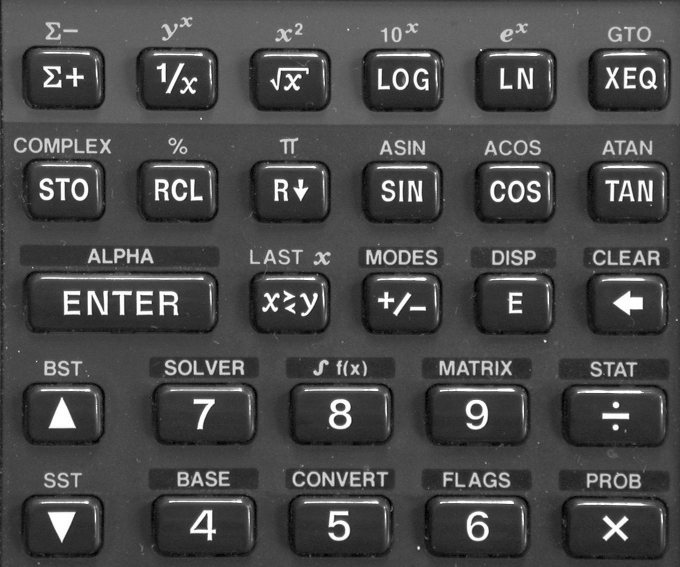 Σ− yˣ x² 10ˣ eˣ GTO
Σ+ 1/x √x LOG LN XEQ
COMPLEX % π ASIN ACOS ATAN
STO RCL R↓ SIN COS TAN
ALPHA LAST x MODES DISP CLEAR
ENTER x≷y +/− E ←
BST SOLVER ∫ f(x) MATRIX STAT
▲ 7 8 9 ÷
SST BASE CONVERT FLAGS PROB
▼ 4 5 6 ×